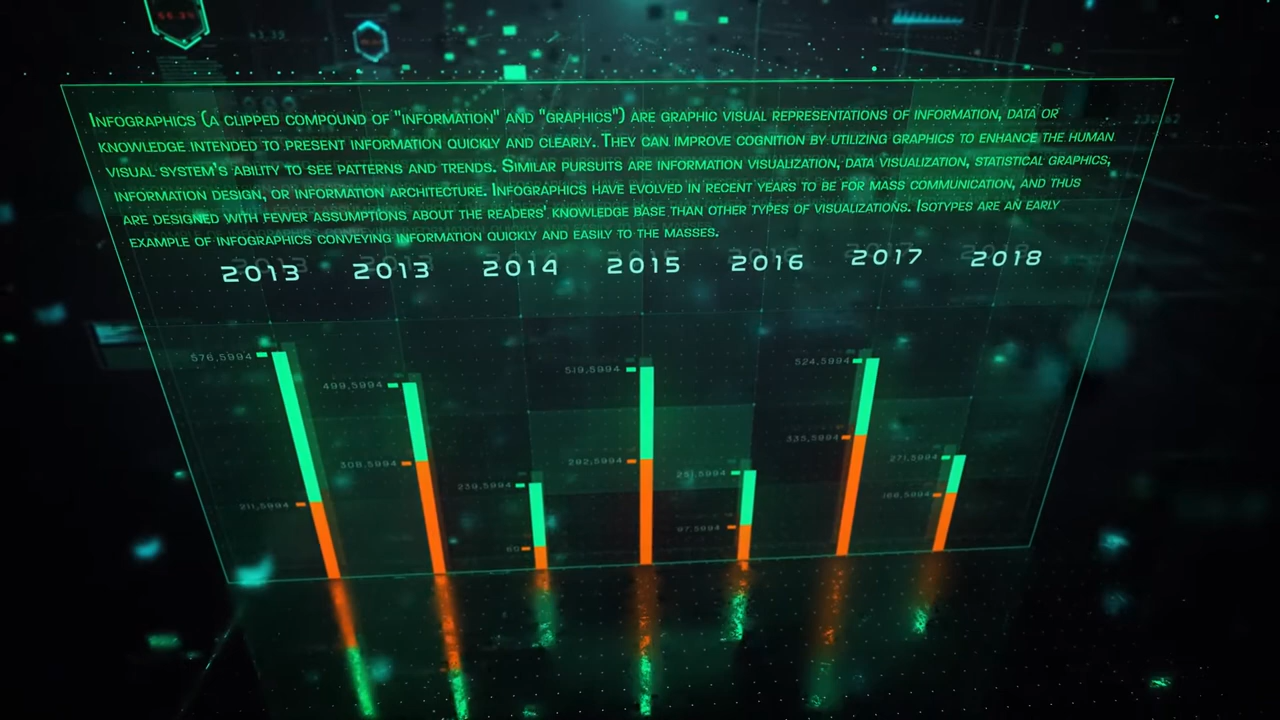 Infographics (a clipped compound of "information" and "graphics") are graphic visual representations of information, data or
knowledge intended to present information quickly and clearly. They can improve cognition by utilizing graphics to enhance the human
visual system's ability to see patterns and trends. Similar pursuits are information visualization, data visualization, statistical graphics,
information design, or information architecture. Infographics have evolved in recent years to be for mass communication, and thus
are designed with fewer assumptions about the readers' knowledge base than other types of visualizations. Isotypes are an early
example of infographics conveying information quickly and easily to the masses.
2013 2013 2014 2015 2016 2017 2018
576,5994
499,5994
519,5994
524,5994
308,5994
239,5994
282,5994
251,5994
335,5994
271,5994
211,5994
97,5994
168,5994